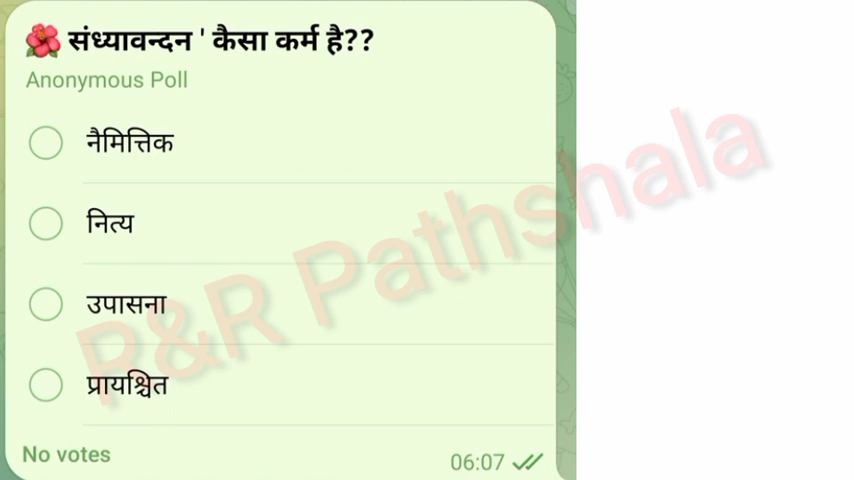 🌺 संध्यावन्दन ' कैसा कर्म है??
Anonymous Poll
नैमित्तिक
नित्य
उपासना
प्रायश्चित
No votes
06:07
P&R Pathshala